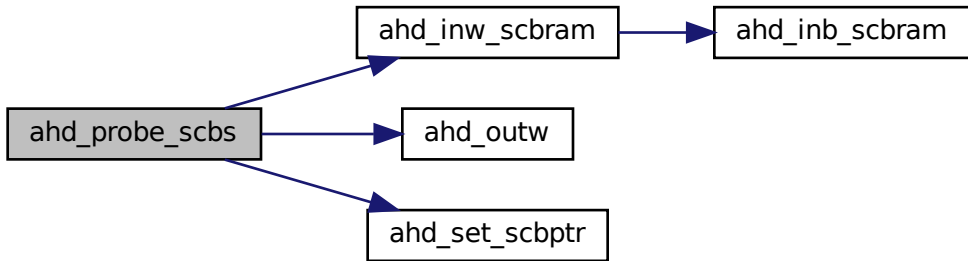 ahd_inw_scbram
ahd_inb_scbram
ahd_probe_scbs
ahd_outw
ahd_set_scbptr